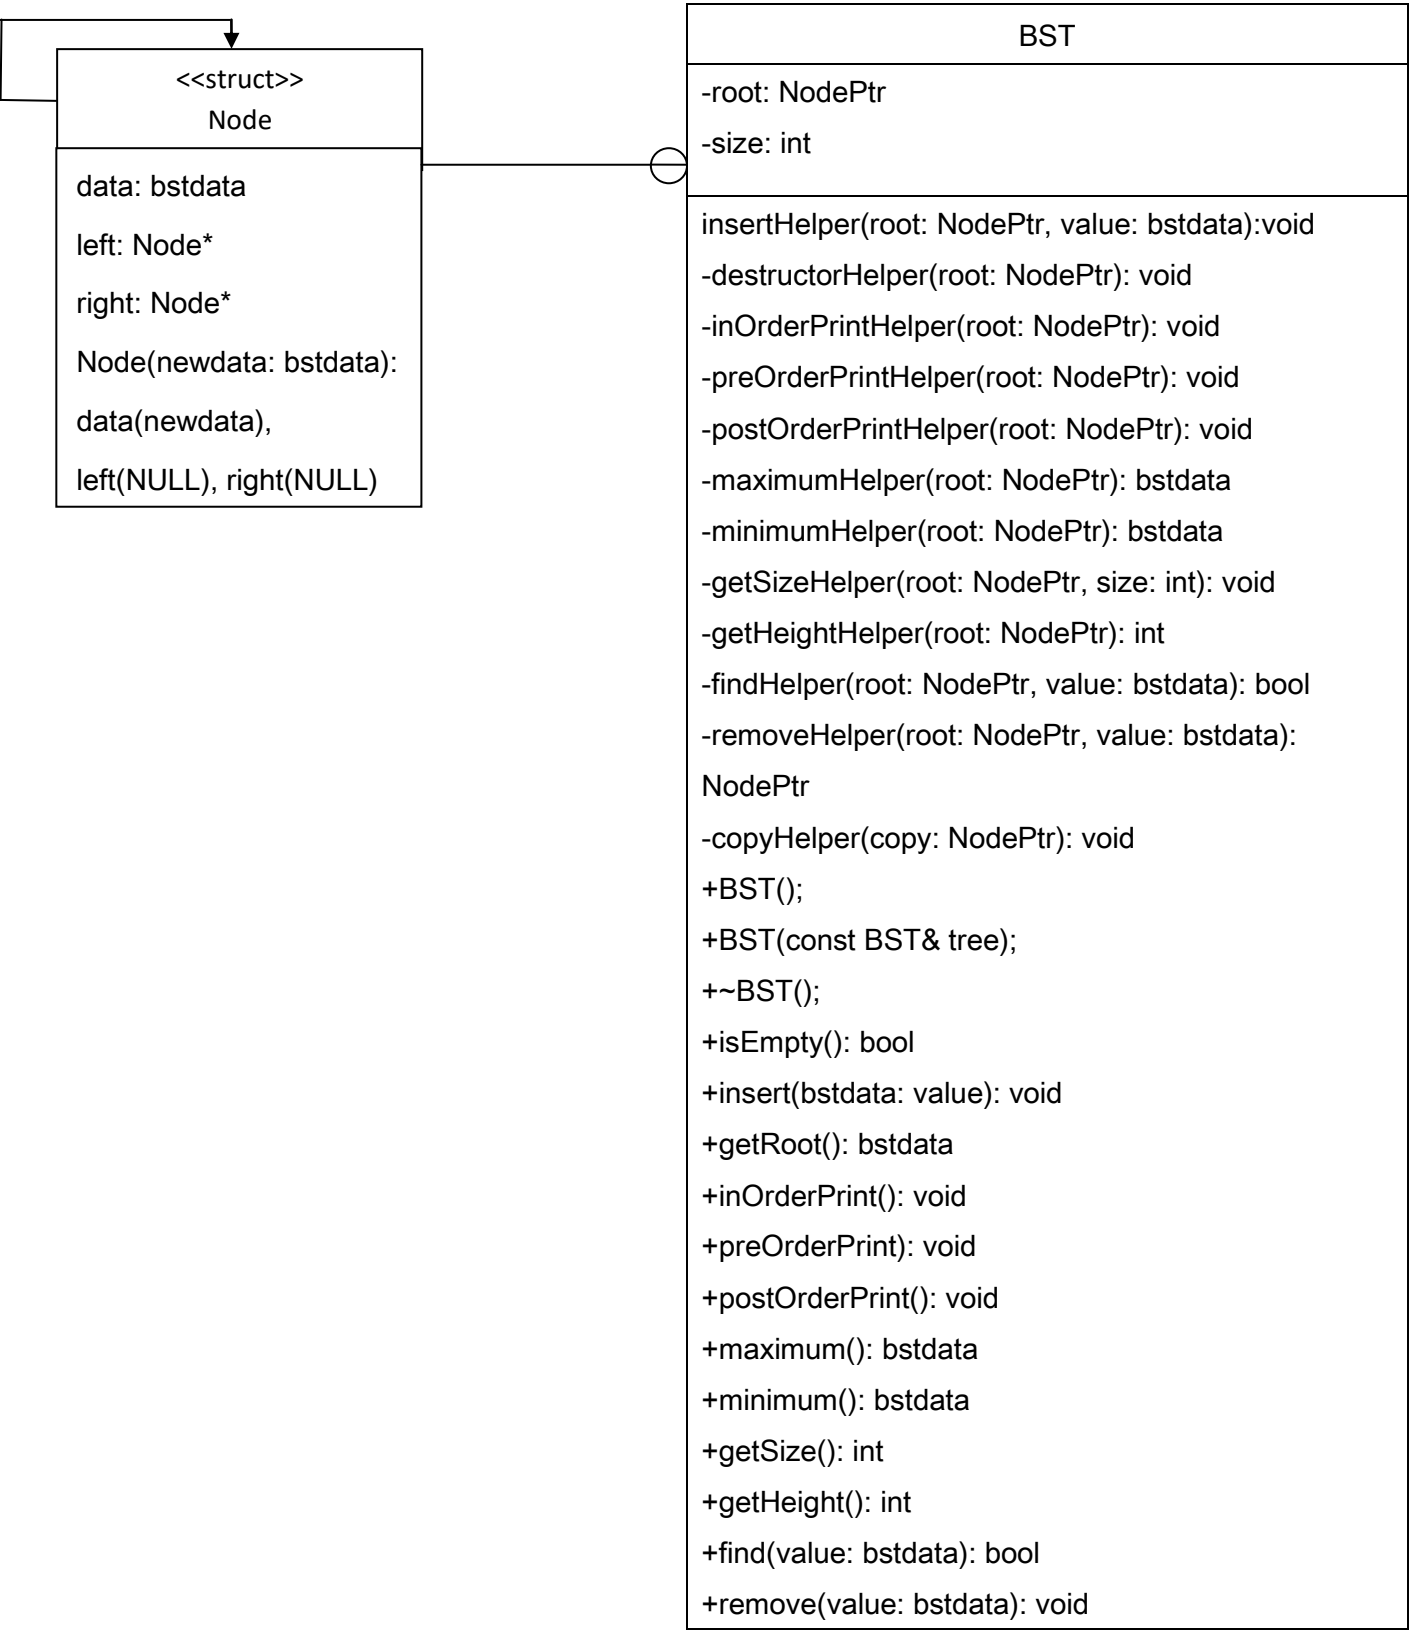 <<struct>>
Node
data: bstdata
left: Node*
right: Node*
Node(newdata: bstdata):
data(newdata),
left(NULL), right(NULL)
BST
-root: NodePtr
-size: int
insertHelper(root: NodePtr, value: bstdata):void
-destructorHelper(root: NodePtr): void
-inOrderPrintHelper(root: NodePtr): void
-preOrderPrintHelper(root: NodePtr): void
-postOrderPrintHelper(root: NodePtr): void
-maximumHelper(root: NodePtr): bstdata
-minimumHelper(root: NodePtr): bstdata
-getSizeHelper(root: NodePtr, size: int): void
-getHeightHelper(root: NodePtr): int
-findHelper(root: NodePtr, value: bstdata): bool
-removeHelper(root: NodePtr, value: bstdata):
NodePtr
-copyHelper(copy: NodePtr): void
+BST();
+BST(const BST& tree);
+~BST();
+isEmpty(): bool
+insert(bstdata: value): void
+getRoot(): bstdata
+inOrderPrint(): void
+preOrderPrint): void
+postOrderPrint(): void
+maximum(): bstdata
+minimum(): bstdata
+getSize(): int
+getHeight(): int
+find(value: bstdata): bool
+remove(value: bstdata): void